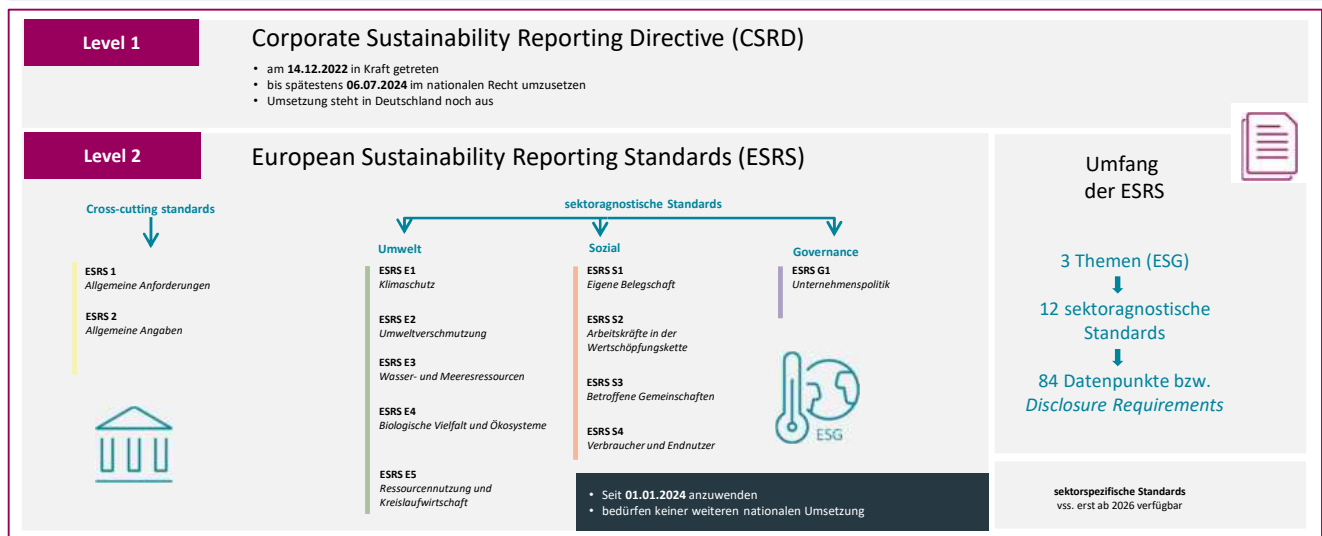 Level 1
Corporate Sustainability Reporting Directive (CSRD)
• am 14.12.2022 in Kraft getreten
• bis spätestens 06.07.2024 im nationalen Recht umzusetzen
• Umsetzung steht in Deutschland noch aus
Level 2
European Sustainability Reporting Standards (ESRS)
Cross-cutting standards
ESRS 1
Allgemeine Anforderungen
ESRS 2
Allgemeine Angaben
sektoragnostische Standards
Umwelt
ESRS E1
Klimaschutz
ESRS E2
Umweltverschmutzung
ESRS E3
Wasser- und Meeresressourcen
ESRS E4
Biologische Vielfalt und Ökosysteme
ESRS E5
Ressourcennutzung und
Kreislaufwirtschaft
Sozial
ESRS S1
Eigene Belegschaft
ESRS S2
Arbeitskräfte in der
Wertschöpfungskette
ESRS S3
Betroffene Gemeinschaften
ESRS S4
Verbraucher und Endnutzer
Governance
ESRS G1
Unternehmenspolitik
ESG
• Seit 01.01.2024 anzuwenden
• bedürfen keiner weiteren nationalen Umsetzung
Umfang
der ESRS
3 Themen (ESG)
12 sektoragnostische
Standards
84 Datenpunkte bzw.
Disclosure Requirements
sektorspezifische Standards
vss. erst ab 2026 verfügbar